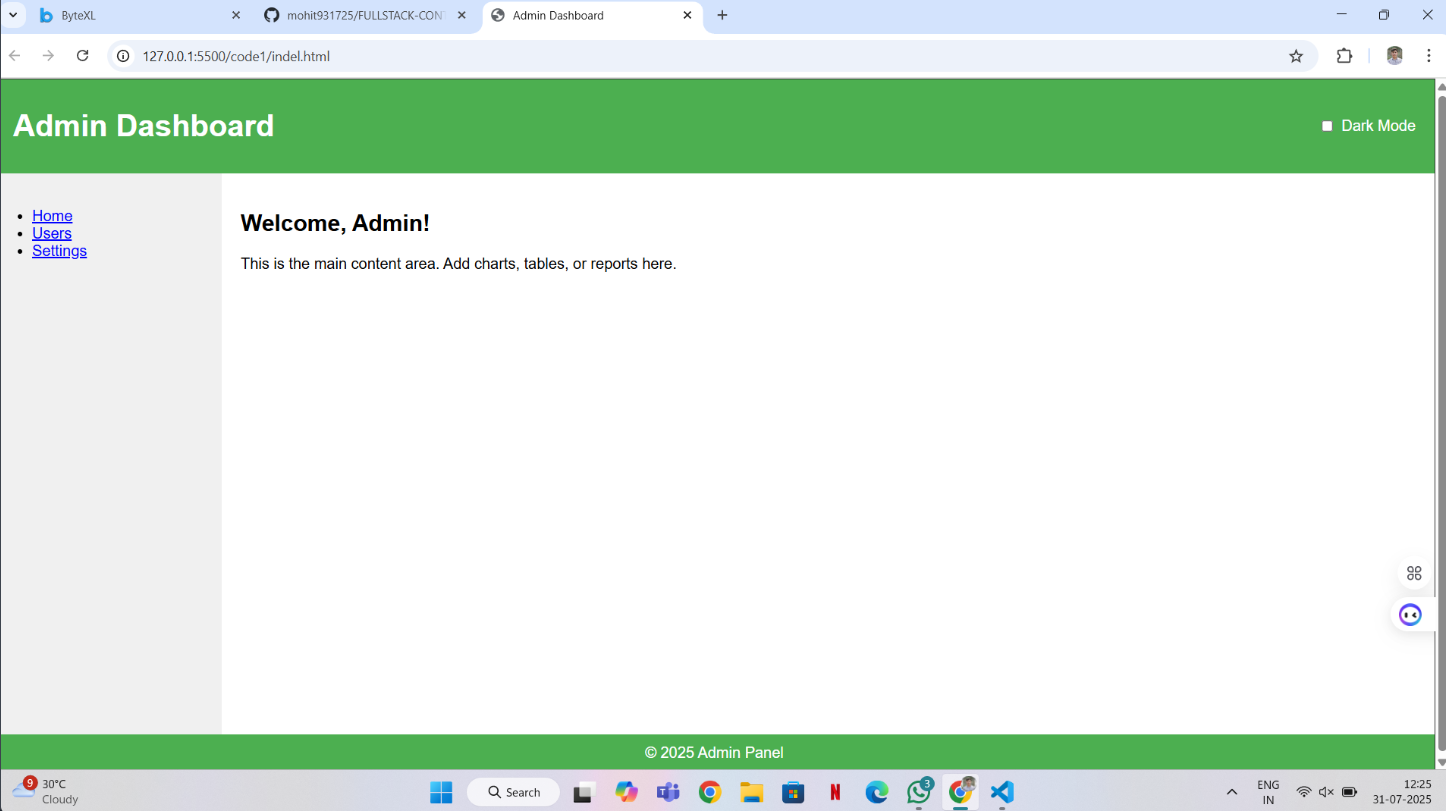 ByteXL
mohit931725/FULLSTACK-CONT
Admin Dashboard
127.0.0.1:5500/code1/indel.html
Admin Dashboard
Dark Mode
Home
Users
Settings
Welcome, Admin!
This is the main content area. Add charts, tables, or reports here.
© 2025 Admin Panel
9
30°C
Cloudy
Search
N
3
ENG
IN
12:25
31-07-2025